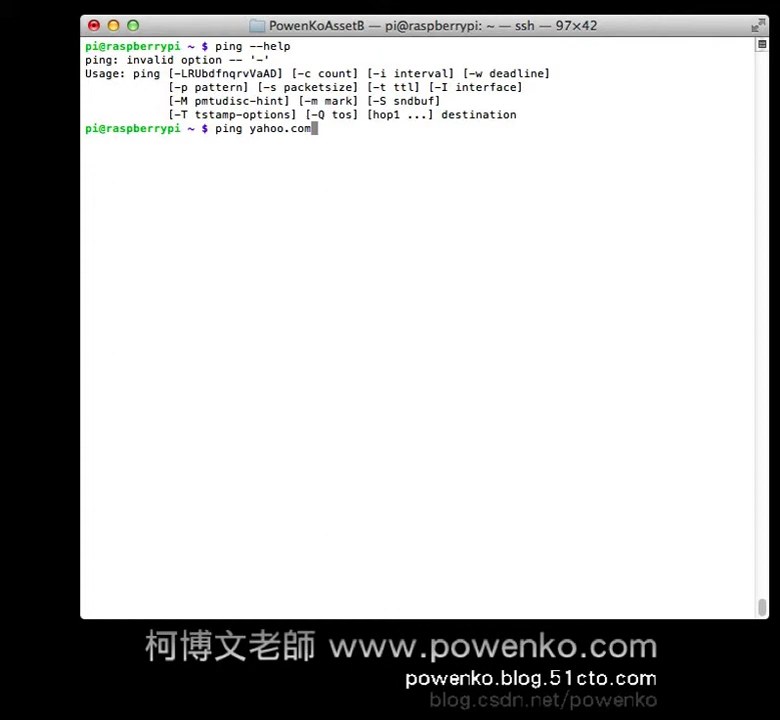 PowenKoAssetB — pi@raspberrypi: ~ — ssh — 97×42
pi@raspberrypi ~ $ ping --help
ping: invalid option -- '-'
Usage: ping [-LRUbdfnqrvVaAD] [-c count] [-i interval] [-w deadline]
[-p pattern] [-s packetsize] [-t ttl] [-I interface]
[-M pmtudisc-hint] [-m mark] [-S sndbuf]
[-T tstamp-options] [-Q tos] [hop1 ...] destination
pi@raspberrypi ~ $ ping yahoo.com
柯博文老師 www.powenko.com
powenko.blog.51cto.com
blog.csdn.net/powenko